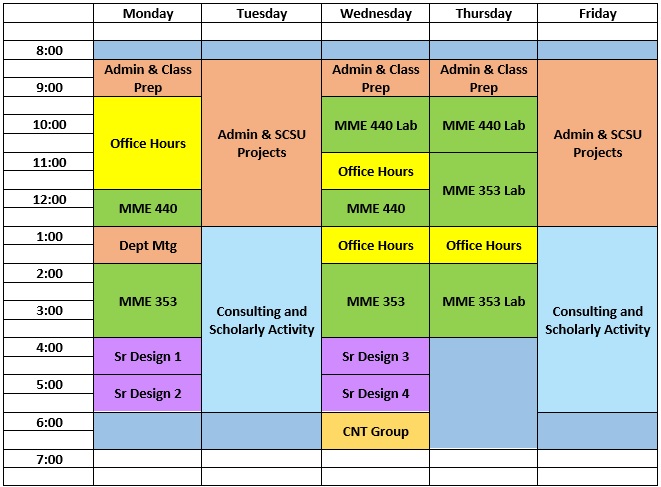 Monday Tuesday Wednesday Thursday Friday
8:00
Admin & Class
Prep
Admin & Class
Prep
Admin & Class
Prep
9:00
10:00
MME 440 Lab
MME 440 Lab
Office Hours
Admin & SCSU
Projects
Admin & SCSU
Projects
11:00
Office Hours
MME 353 Lab
12:00
MME 440
MME 440
1:00
Dept Mtg
Office Hours
Office Hours
2:00
MME 353
MME 353
MME 353 Lab
3:00
Consulting and
Scholarly Activity
Consulting and
Scholarly Activity
4:00
Sr Design 1
Sr Design 3
5:00
Sr Design 2
Sr Design 4
6:00
CNT Group
7:00